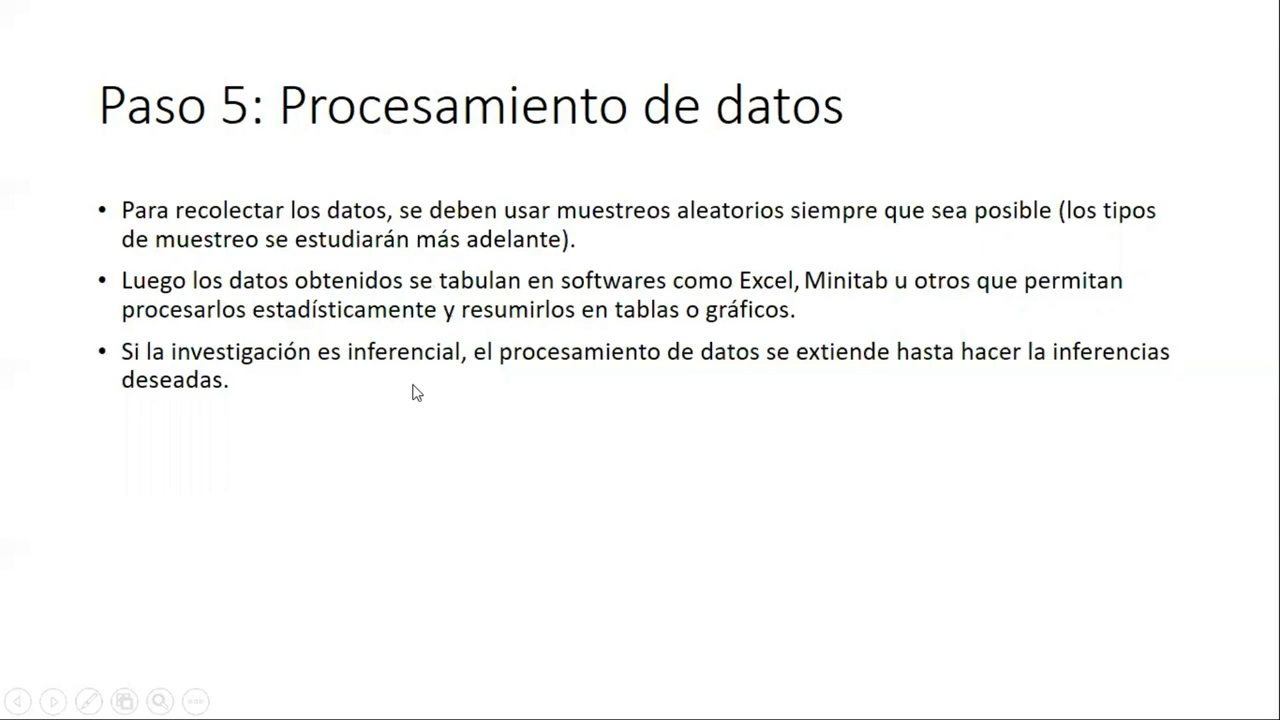 Paso 5: Procesamiento de datos
• Para recolectar los datos, se deben usar muestreos aleatorios siempre que sea posible (los tipos
de muestreo se estudiarán más adelante).
• Luego los datos obtenidos se tabulan en softwares como Excel, Minitab u otros que permitan
procesarlos estadísticamente y resumirlos en tablas o gráficos.
• Si la investigación es inferencial, el procesamiento de datos se extiende hasta hacer la inferencias
deseadas.